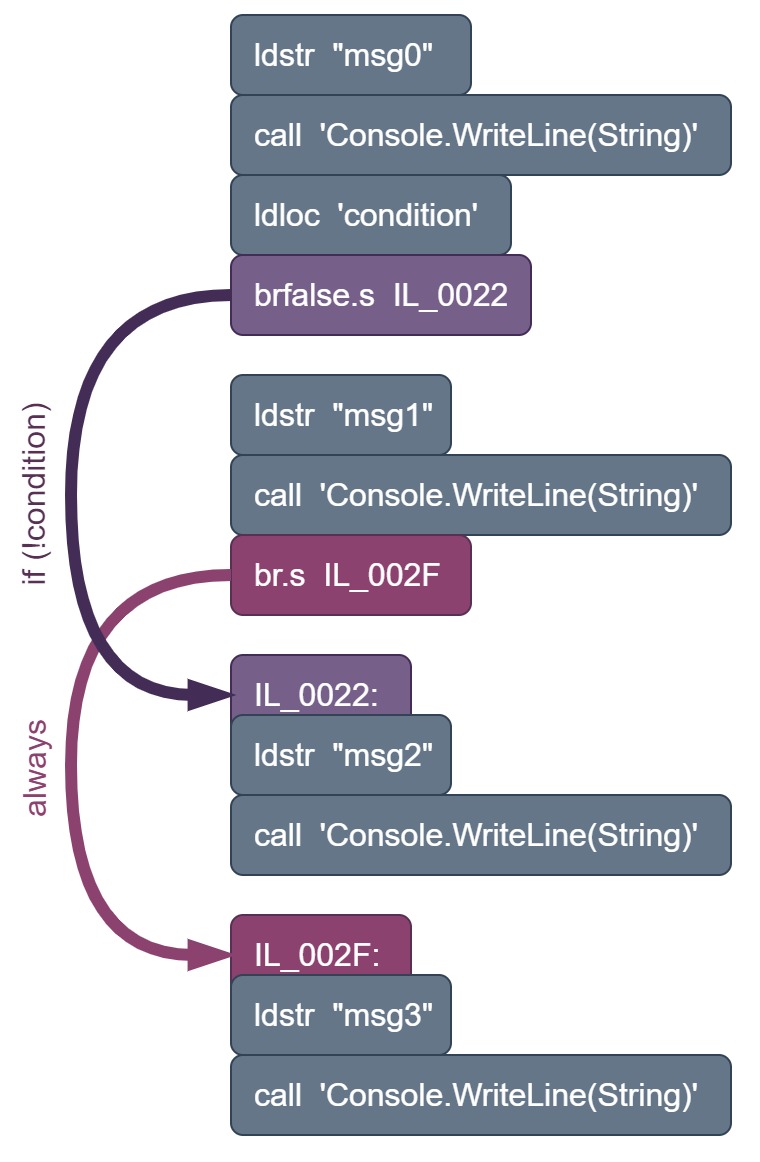 ldstr "msg0"
call 'Console.WriteLine(String)'
ldloc 'condition'
brfalse.s IL_0022
if (!condition)
ldstr "msg1"
call 'Console.WriteLine(String)'
br.s IL_002F
always
IL_0022:
ldstr "msg2"
call 'Console.WriteLine(String)'
IL_002F:
ldstr "msg3"
call 'Console.WriteLine(String)'